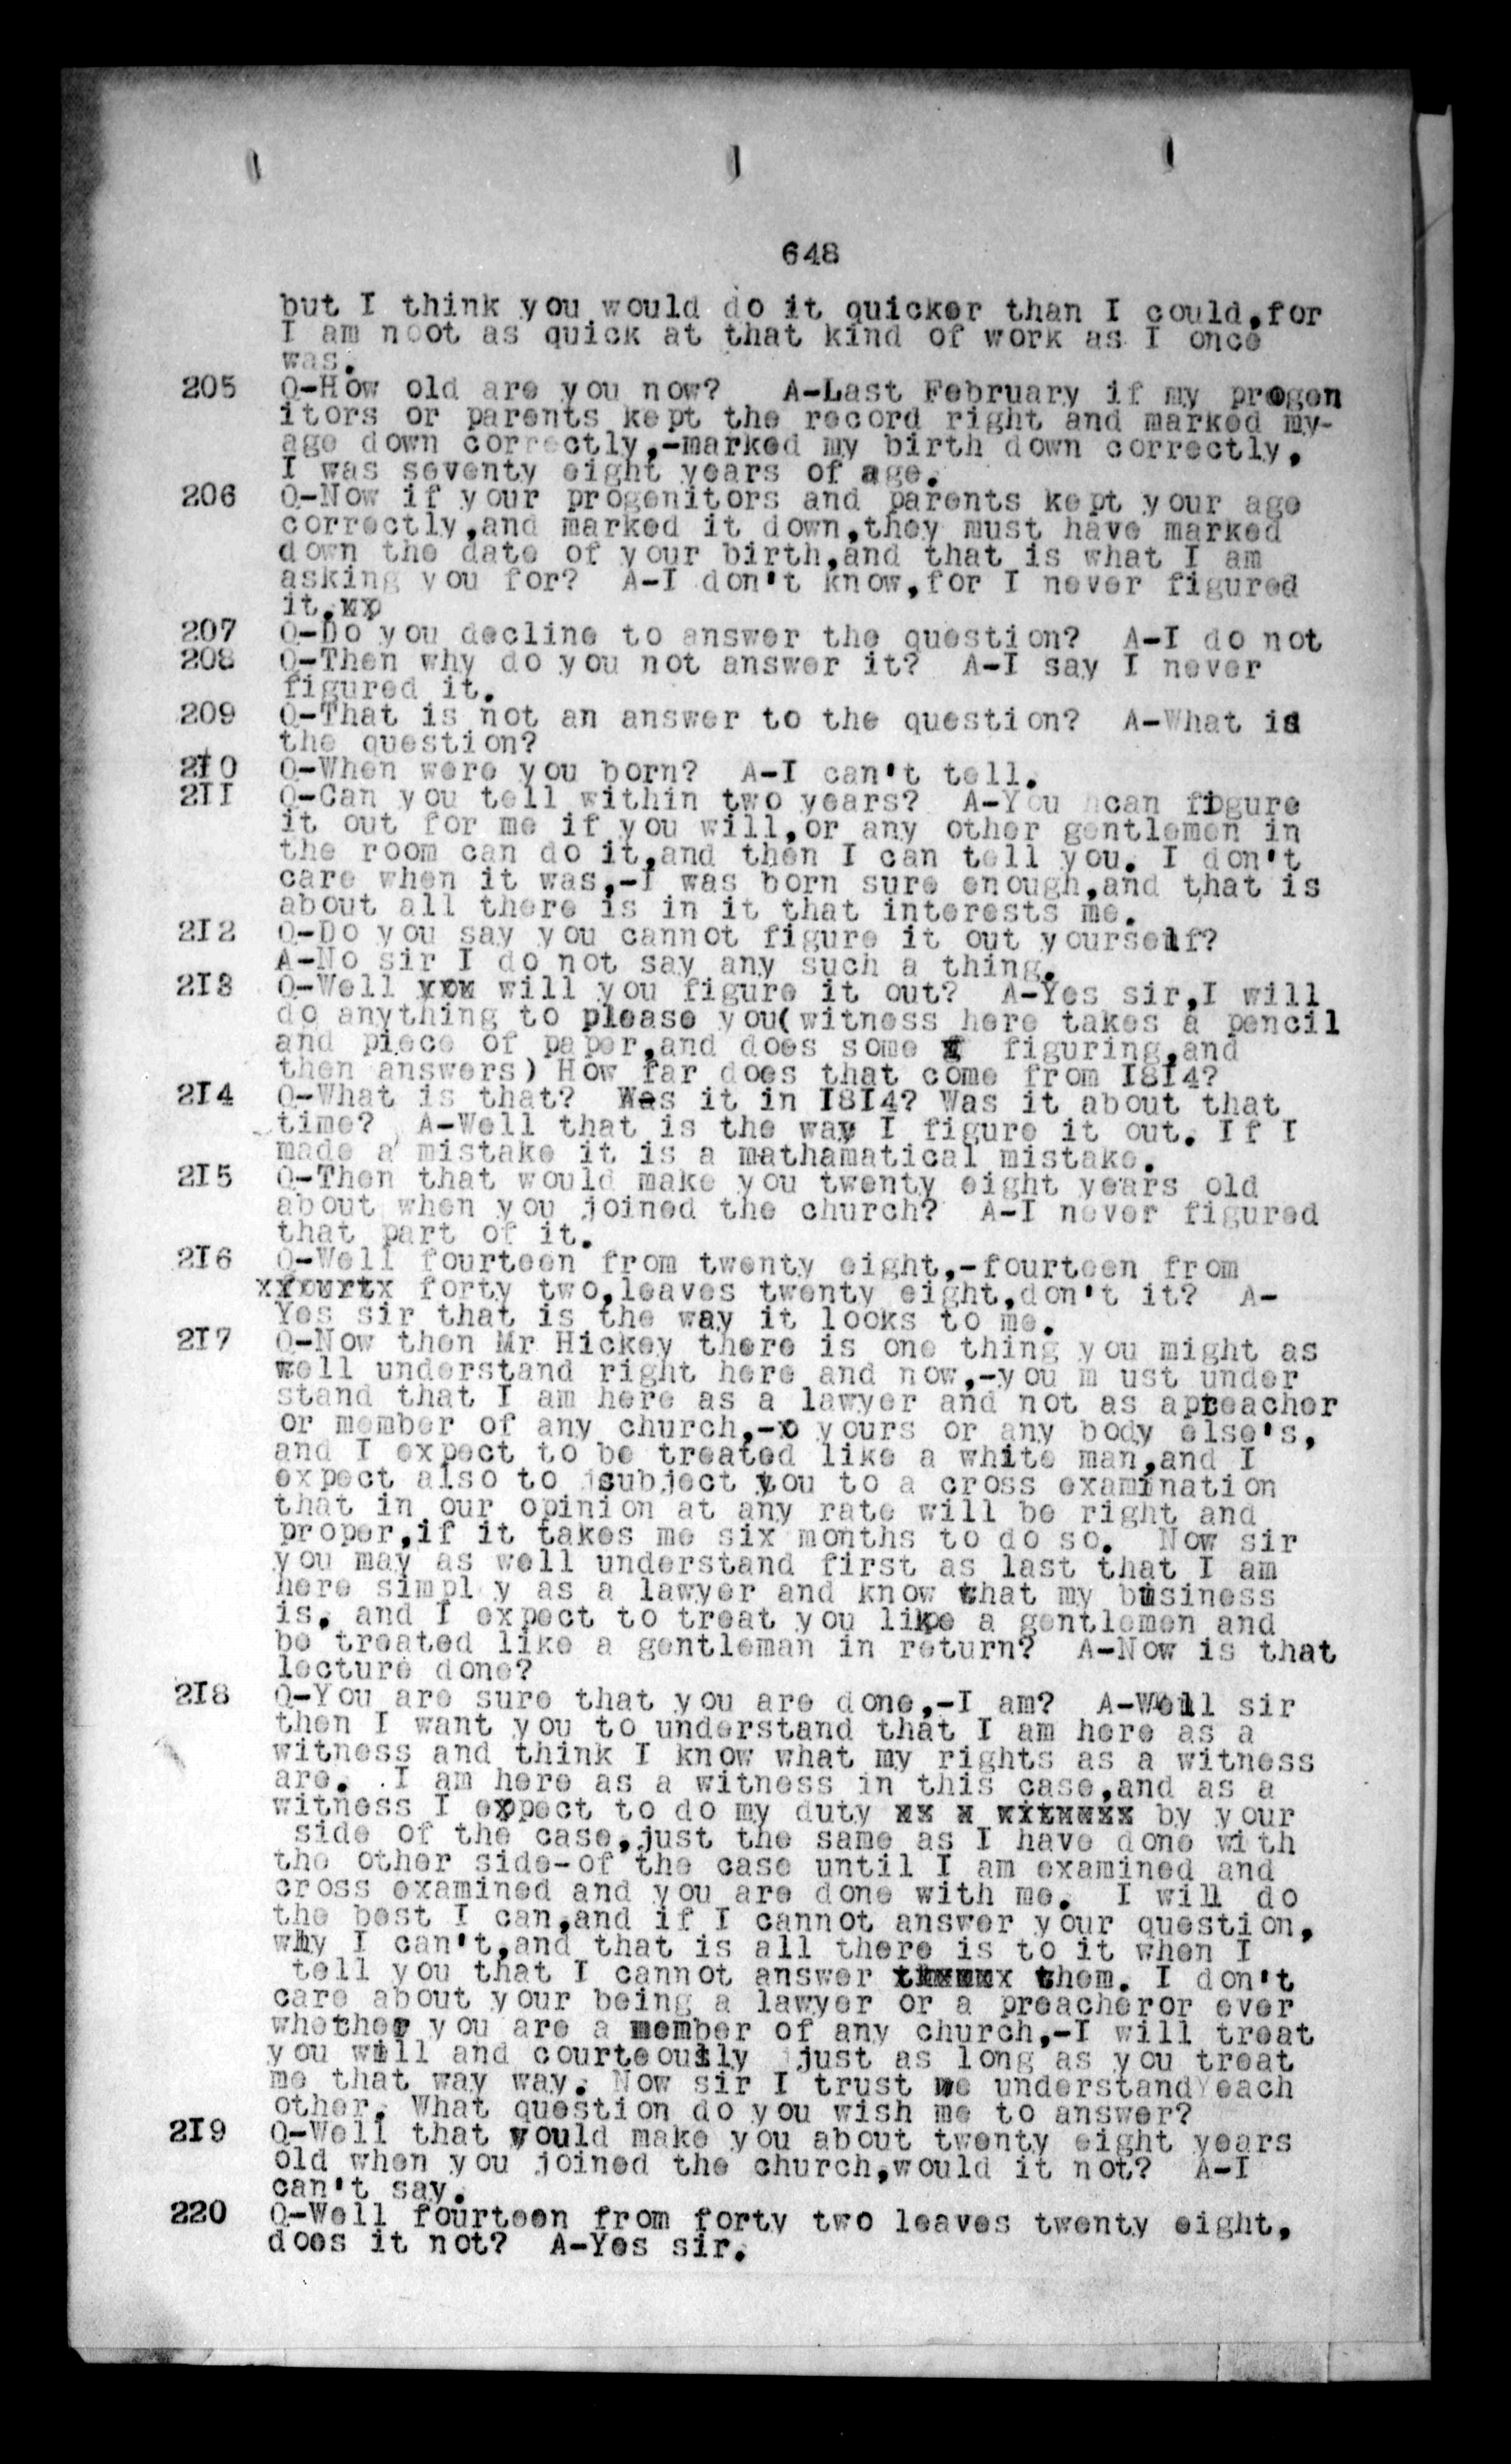 648
but I think you would do it quicker than I could,for
I am noot as quick at that kind of work as I once
was.
205 Q-How old are you now? A-Last February if my progen
itors or parents kept the record right and marked my-
age down correctly,-marked my birth down correctly,
I was seventy eight years of age.
206 Q-Now if your progenitors and parents kept your age
correctly,and marked it down,they must have marked
down the date of your birth,and that is what I am
asking you for? A-I don't know,for I never figured
it.xx
207 Q-Do you decline to answer the question? A-I do not
208 Q-Then why do you not answer it? A-I say I never
figured it.
209 Q-That is not an answer to the question? A-What is
the question?
2I0 Q-When were you born? A-I can't tell.
2II Q-Can you tell within two years? A-You can figure
it out for me if you will,or any other gentlemen in
the room can do it,and then I can tell you. I don't
care when it was,-I was born sure enough,and that is
about all there is in it that interests me.
2I2 Q-Do you say you cannot figure it out yourself?
A-No sir I do not say any such a thing.
2I3 Q-Well xxx will you figure it out? A-Yes sir,I will
do anything to please you(witness here takes a pencil
and piece of paper,and does some x figuring,and
then answers) How far does that come from I8I4?
2I4 Q-What is that? Was it in I8I4? Was it about that
time? A-Well that is the way I figure it out. If I
made a mistake it is a mathamatical mistake.
2I5 Q-Then that would make you twenty eight years old
about when you joined the church? A-I never figured
that part of it.
2I6 Q-Well fourteen from twenty eight,-fourteen from
xfourtx forty two,leaves twenty eight,don't it? A-
Yes sir that is the way it looks to me.
2I7 Q-Now then Mr Hickey there is one thing you might as
well understand right here and now,-you m ust under
stand that I am here as a lawyer and not as apreacher
or member of any church,-x yours or any body else's,
and I expect to be treated like a white man,and I
expect also to subject you to a cross examination
that in our opinion at any rate will be right and
proper,if it takes me six months to do so. Now sir
you may as well understand first as last that I am
here simpl y as a lawyer and know that my business
is. and I expect to treat you like a gentlemen and
be treated like a gentleman in return? A-Now is that
lecture done?
2I8 Q-You are sure that you are done,-I am? A-Well sir
then I want you to understand that I am here as a
witness and think I know what my rights as a witness
are. .I am here as a witness in this case,and as a
witness I expect to do my duty xx x witxxxx by your
side of the case,just the same as I have done with
the other side-of the case until I am examined and
cross examined and you are done with me. I will do
the best I can,and if I cannot answer your question,
why I can't,and that is all there is to it when I
tell you that I cannot answer txxxxx them. I don't
care about your being a lawyer or a preacheror ever
whether you are a member of any church,-I will treat
you will and courteously just as long as you treat
me that way way. Now sir I trust we understand each
other. What question do you wish me to answer?
2I9 Q-Well that would make you about twenty eight years
old when you joined the church,would it not? A-I
can't say.
220 Q-Well fourteen from forty two leaves twenty eight,
does it not? A-Yes sir.